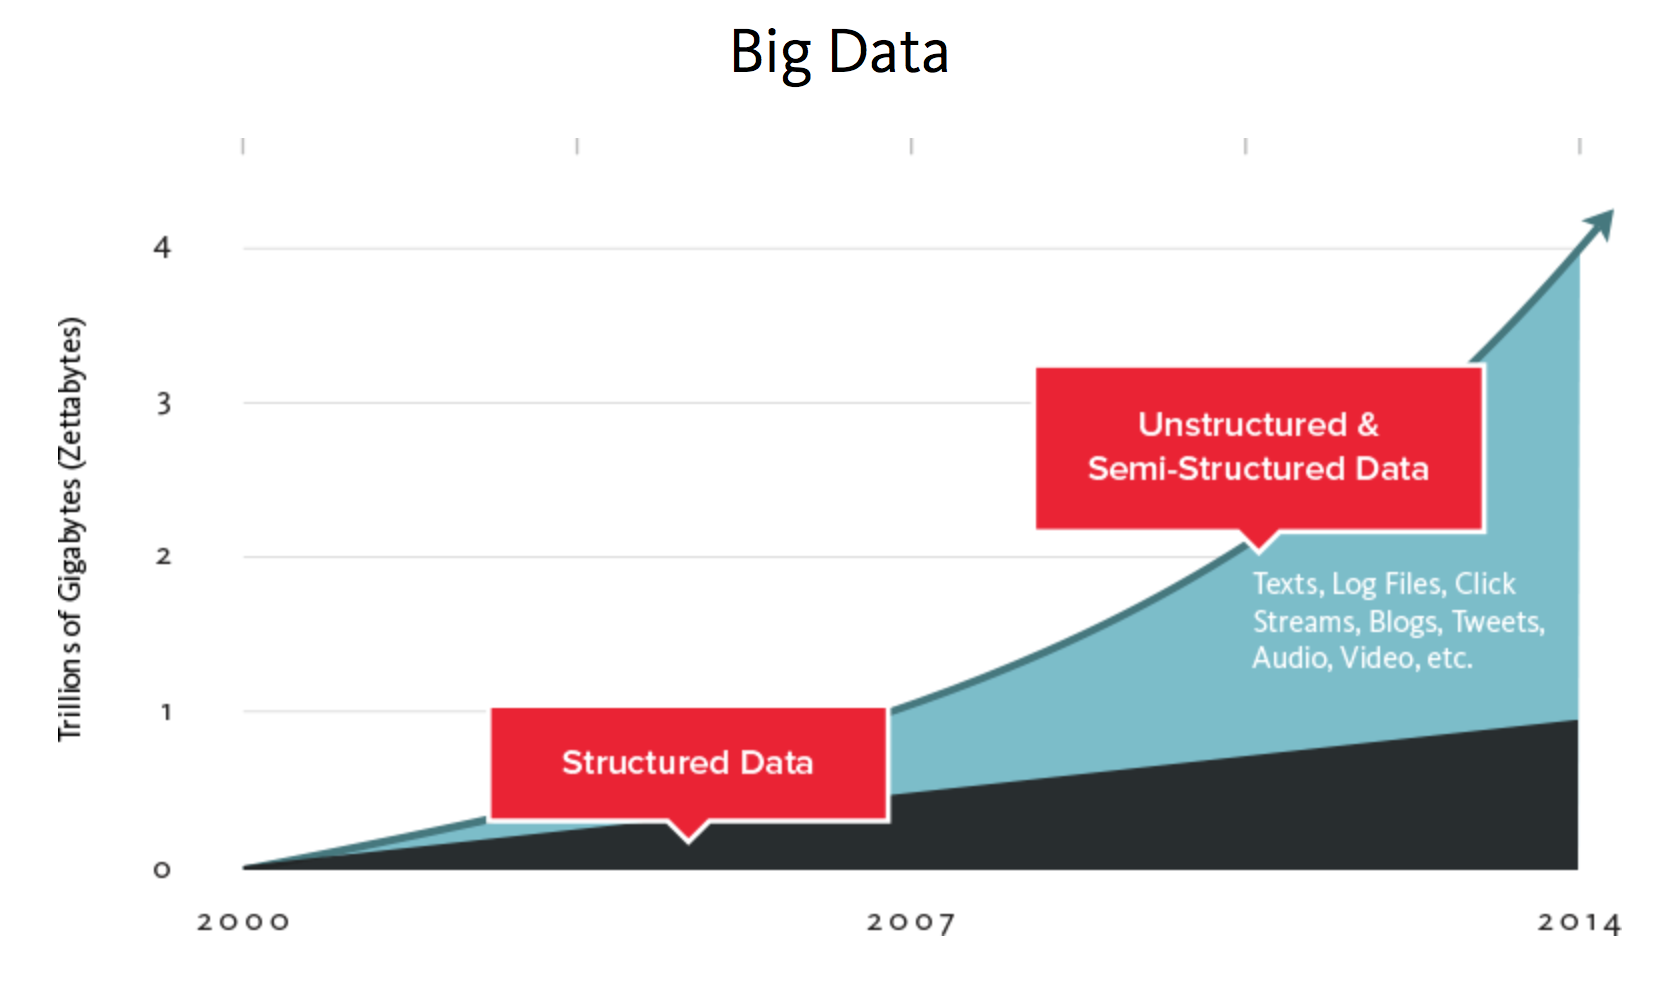 Big Data
Trillions of Gigabytes (Zettabytes)
4
3
2
1
0
Unstructured &
Semi-Structured Data
Texts, Log Files, Click
Streams, Blogs, Tweets,
Audio, Video, etc.
Structured Data
2000
2007
2014